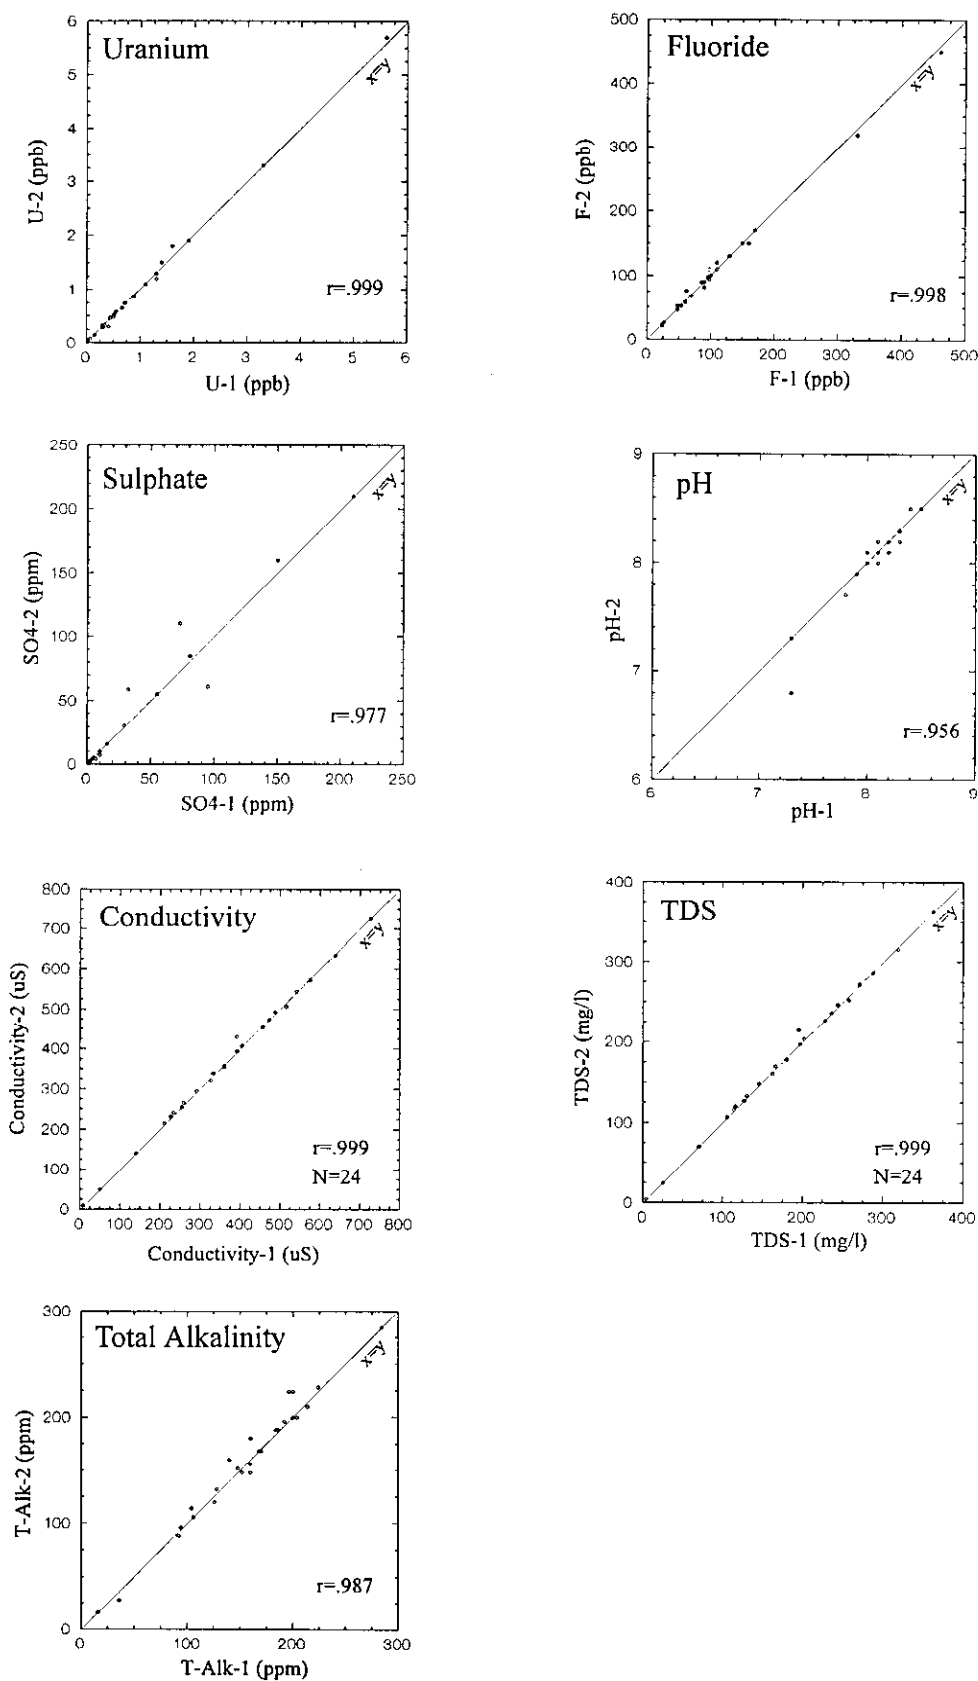 Uranium
6
5
4
3
2
1
0
U-2 (ppb)
x=y
r=.999
0 1 2 3 4 5 6
U-1 (ppb)
Fluoride
500
400
300
200
100
0
F-2 (ppb)
x=y
r=.998
0 100 200 300 400 500
F-1 (ppb)
Sulphate
250
200
150
100
50
0
SO4-2 (ppm)
x=y
r=.977
0 50 100 150 200 250
SO4-1 (ppm)
pH
9
8
7
6
pH-2
x=y
r=.956
6 7 8 9
pH-1
Conductivity
800
700
600
500
400
300
200
100
0
Conductivity-2 (uS)
x=y
r=.999
N=24
0 100 200 300 400 500 600 700 800
Conductivity-1 (uS)
TDS
400
300
200
100
0
TDS-2 (mg/l)
x=y
r=.999
N=24
0 100 200 300 400
TDS-1 (mg/l)
Total Alkalinity
300
200
100
0
T-Alk-2 (ppm)
x=y
r=.987
0 100 200 300
T-Alk-1 (ppm)